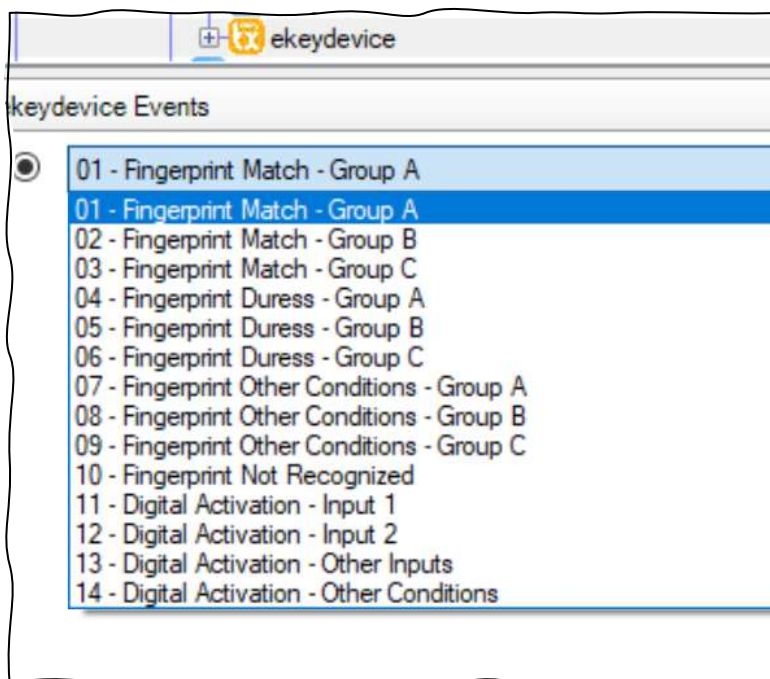 ekeydevice
keydevice Events
01 - Fingerprint Match - Group A
01 - Fingerprint Match - Group A
02 - Fingerprint Match - Group B
03 - Fingerprint Match - Group C
04 - Fingerprint Duress - Group A
05 - Fingerprint Duress - Group B
06 - Fingerprint Duress - Group C
07 - Fingerprint Other Conditions - Group A
08 - Fingerprint Other Conditions - Group B
09 - Fingerprint Other Conditions - Group C
10 - Fingerprint Not Recognized
11 - Digital Activation - Input 1
12 - Digital Activation - Input 2
13 - Digital Activation - Other Inputs
14 - Digital Activation - Other Conditions